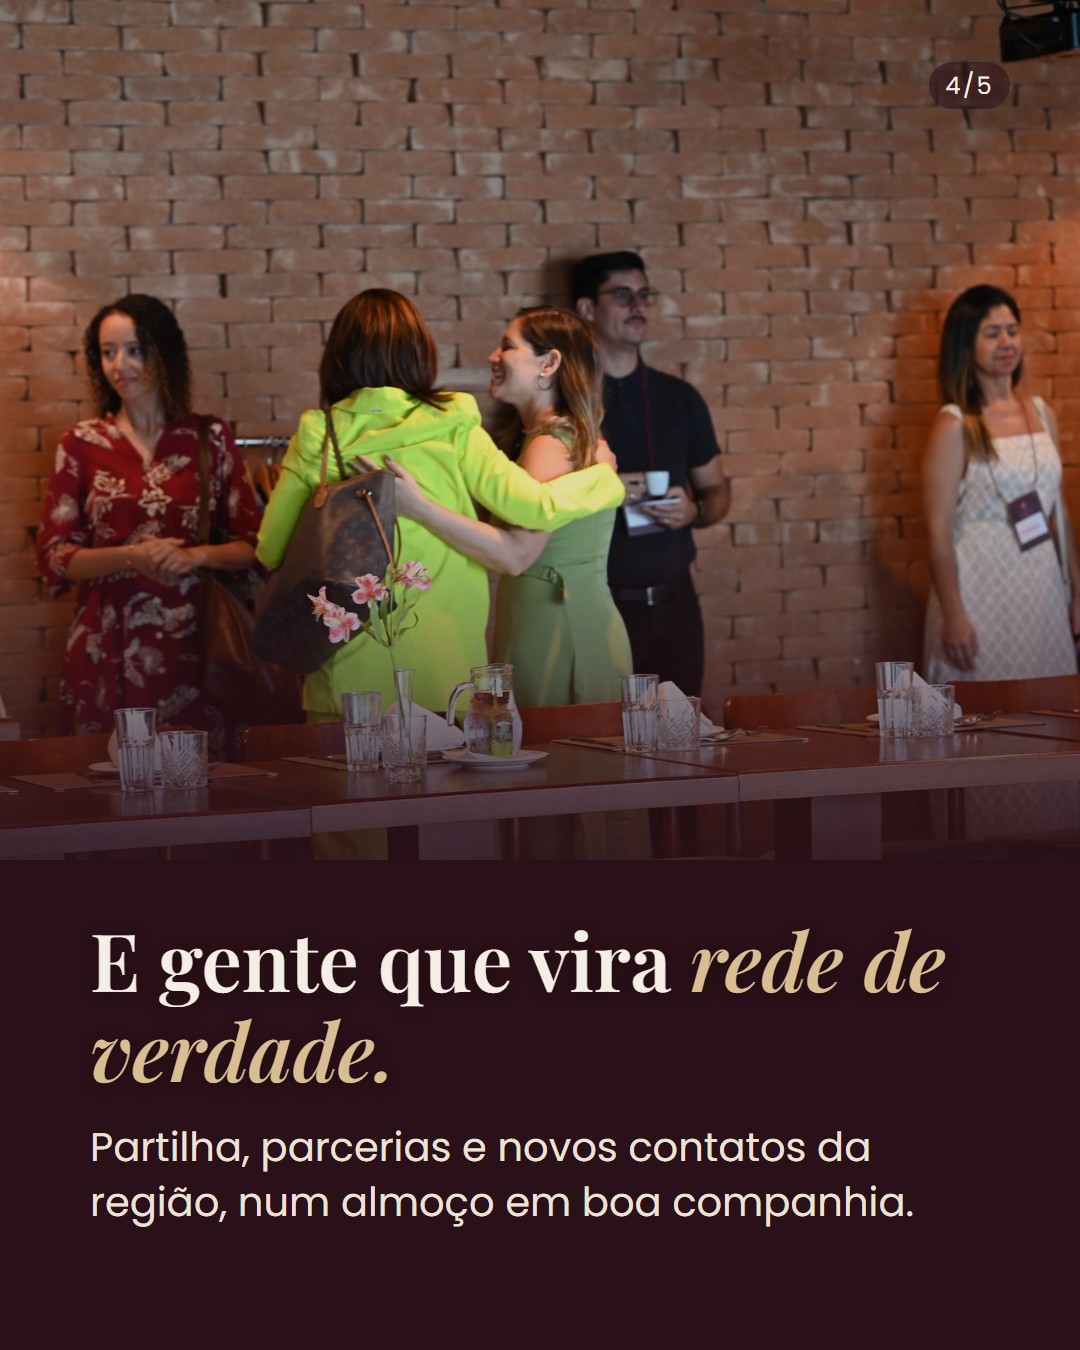 4/5
E gente que vira rede de
verdade.
Partilha, parcerias e novos contatos da
região, num almoço em boa companhia.